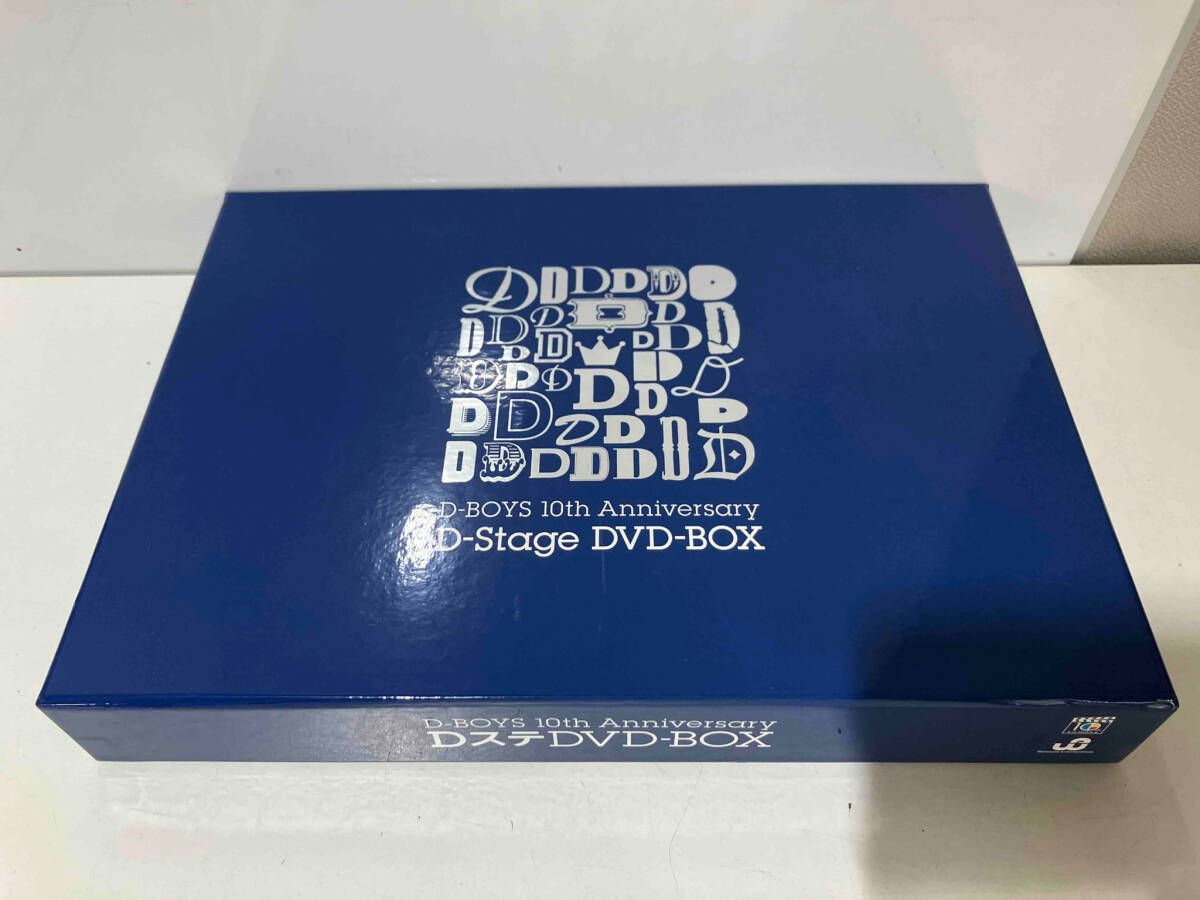 D-BOYS 10th Anniversary
D-Stage DVD-BOX
D-BOYS 10th Anniversary
DステDVD-BOX